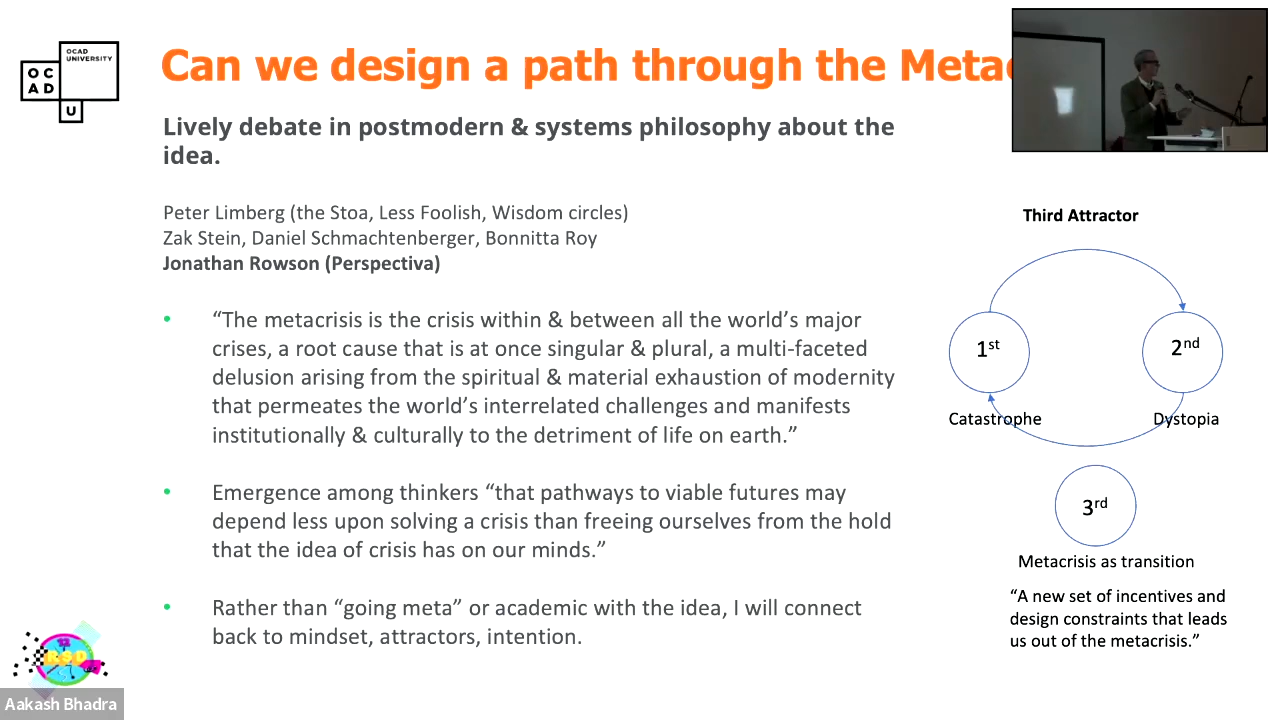 OCAD
UNIVERSITY
O C
A D
U
Can we design a path through the Meta
Lively debate in postmodern & systems philosophy about the
idea.
Peter Limberg (the Stoa, Less Foolish, Wisdom circles)
Zak Stein, Daniel Schmachtenberger, Bonnitta Roy
Jonathan Rowson (Perspectiva)
• “The metacrisis is the crisis within & between all the world’s major
crises, a root cause that is at once singular & plural, a multi-faceted
delusion arising from the spiritual & material exhaustion of modernity
that permeates the world’s interrelated challenges and manifests
institutionally & culturally to the detriment of life on earth.”
• Emergence among thinkers “that pathways to viable futures may
depend less upon solving a crisis than freeing ourselves from the hold
that the idea of crisis has on our minds.”
• Rather than “going meta” or academic with the idea, I will connect
back to mindset, attractors, intention.
Third Attractor
1st
2nd
Catastrophe
Dystopia
3rd
Metacrisis as transition
“A new set of incentives and
design constraints that leads
us out of the metacrisis.”
RSD
Aakash Bhadra